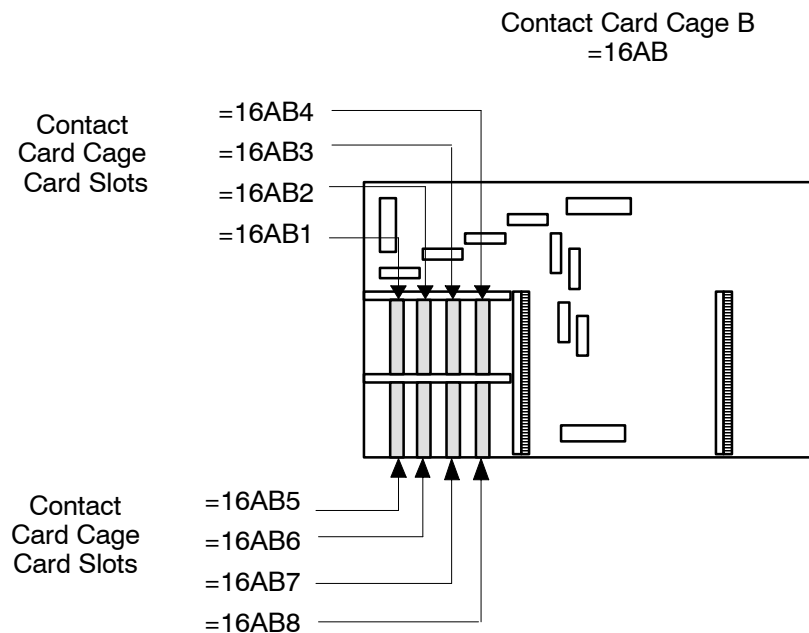 Contact Card Cage B
=16AB
Contact
Card Cage
Card Slots
=16AB4
=16AB3
=16AB2
=16AB1
Contact
Card Cage
Card Slots
=16AB5
=16AB6
=16AB7
=16AB8